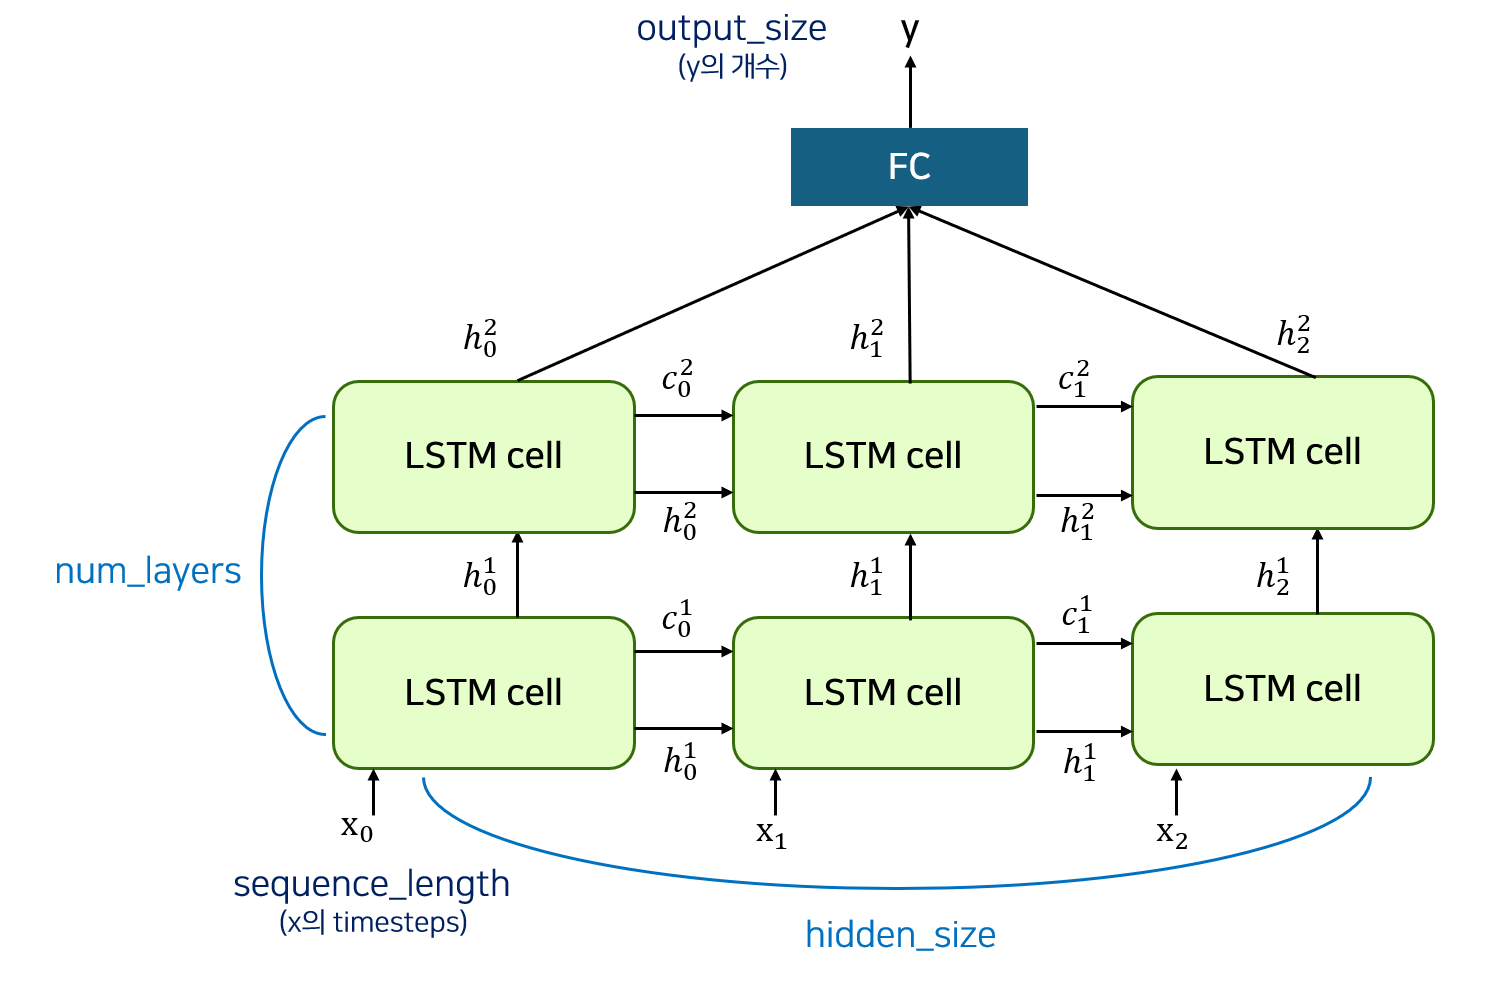 output_size
(y의 개수)
y
FC
h_0^2
h_1^2
h_2^2
c_0^2
c_1^2
LSTM cell
LSTM cell
LSTM cell
h_0^2
h_1^2
num_layers
h_0^1
h_1^1
h_2^1
c_0^1
c_1^1
LSTM cell
LSTM cell
LSTM cell
h_0^1
h_1^1
x_0
x_1
x_2
sequence_length
(x의 timesteps)
hidden_size